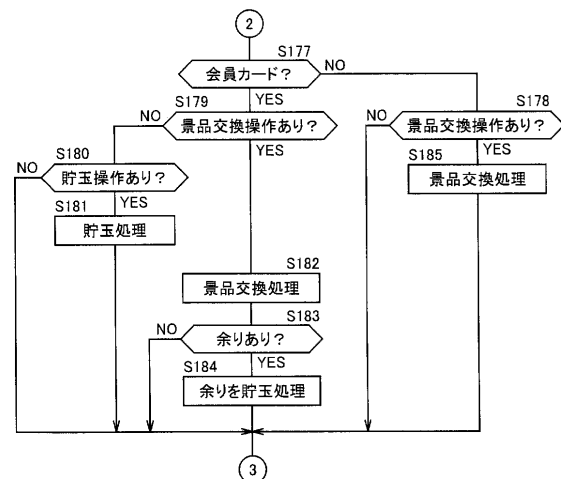 2
S177
会員カード?
NO
YES
S179
NO
景品交換操作あり?
YES
S178
景品交換操作あり?
NO
YES
S180
NO
貯玉操作あり?
YES
S185
景品交換処理
S181
貯玉処理
S182
景品交換処理
S183
NO
余りあり?
YES
S184
余りを貯玉処理
3